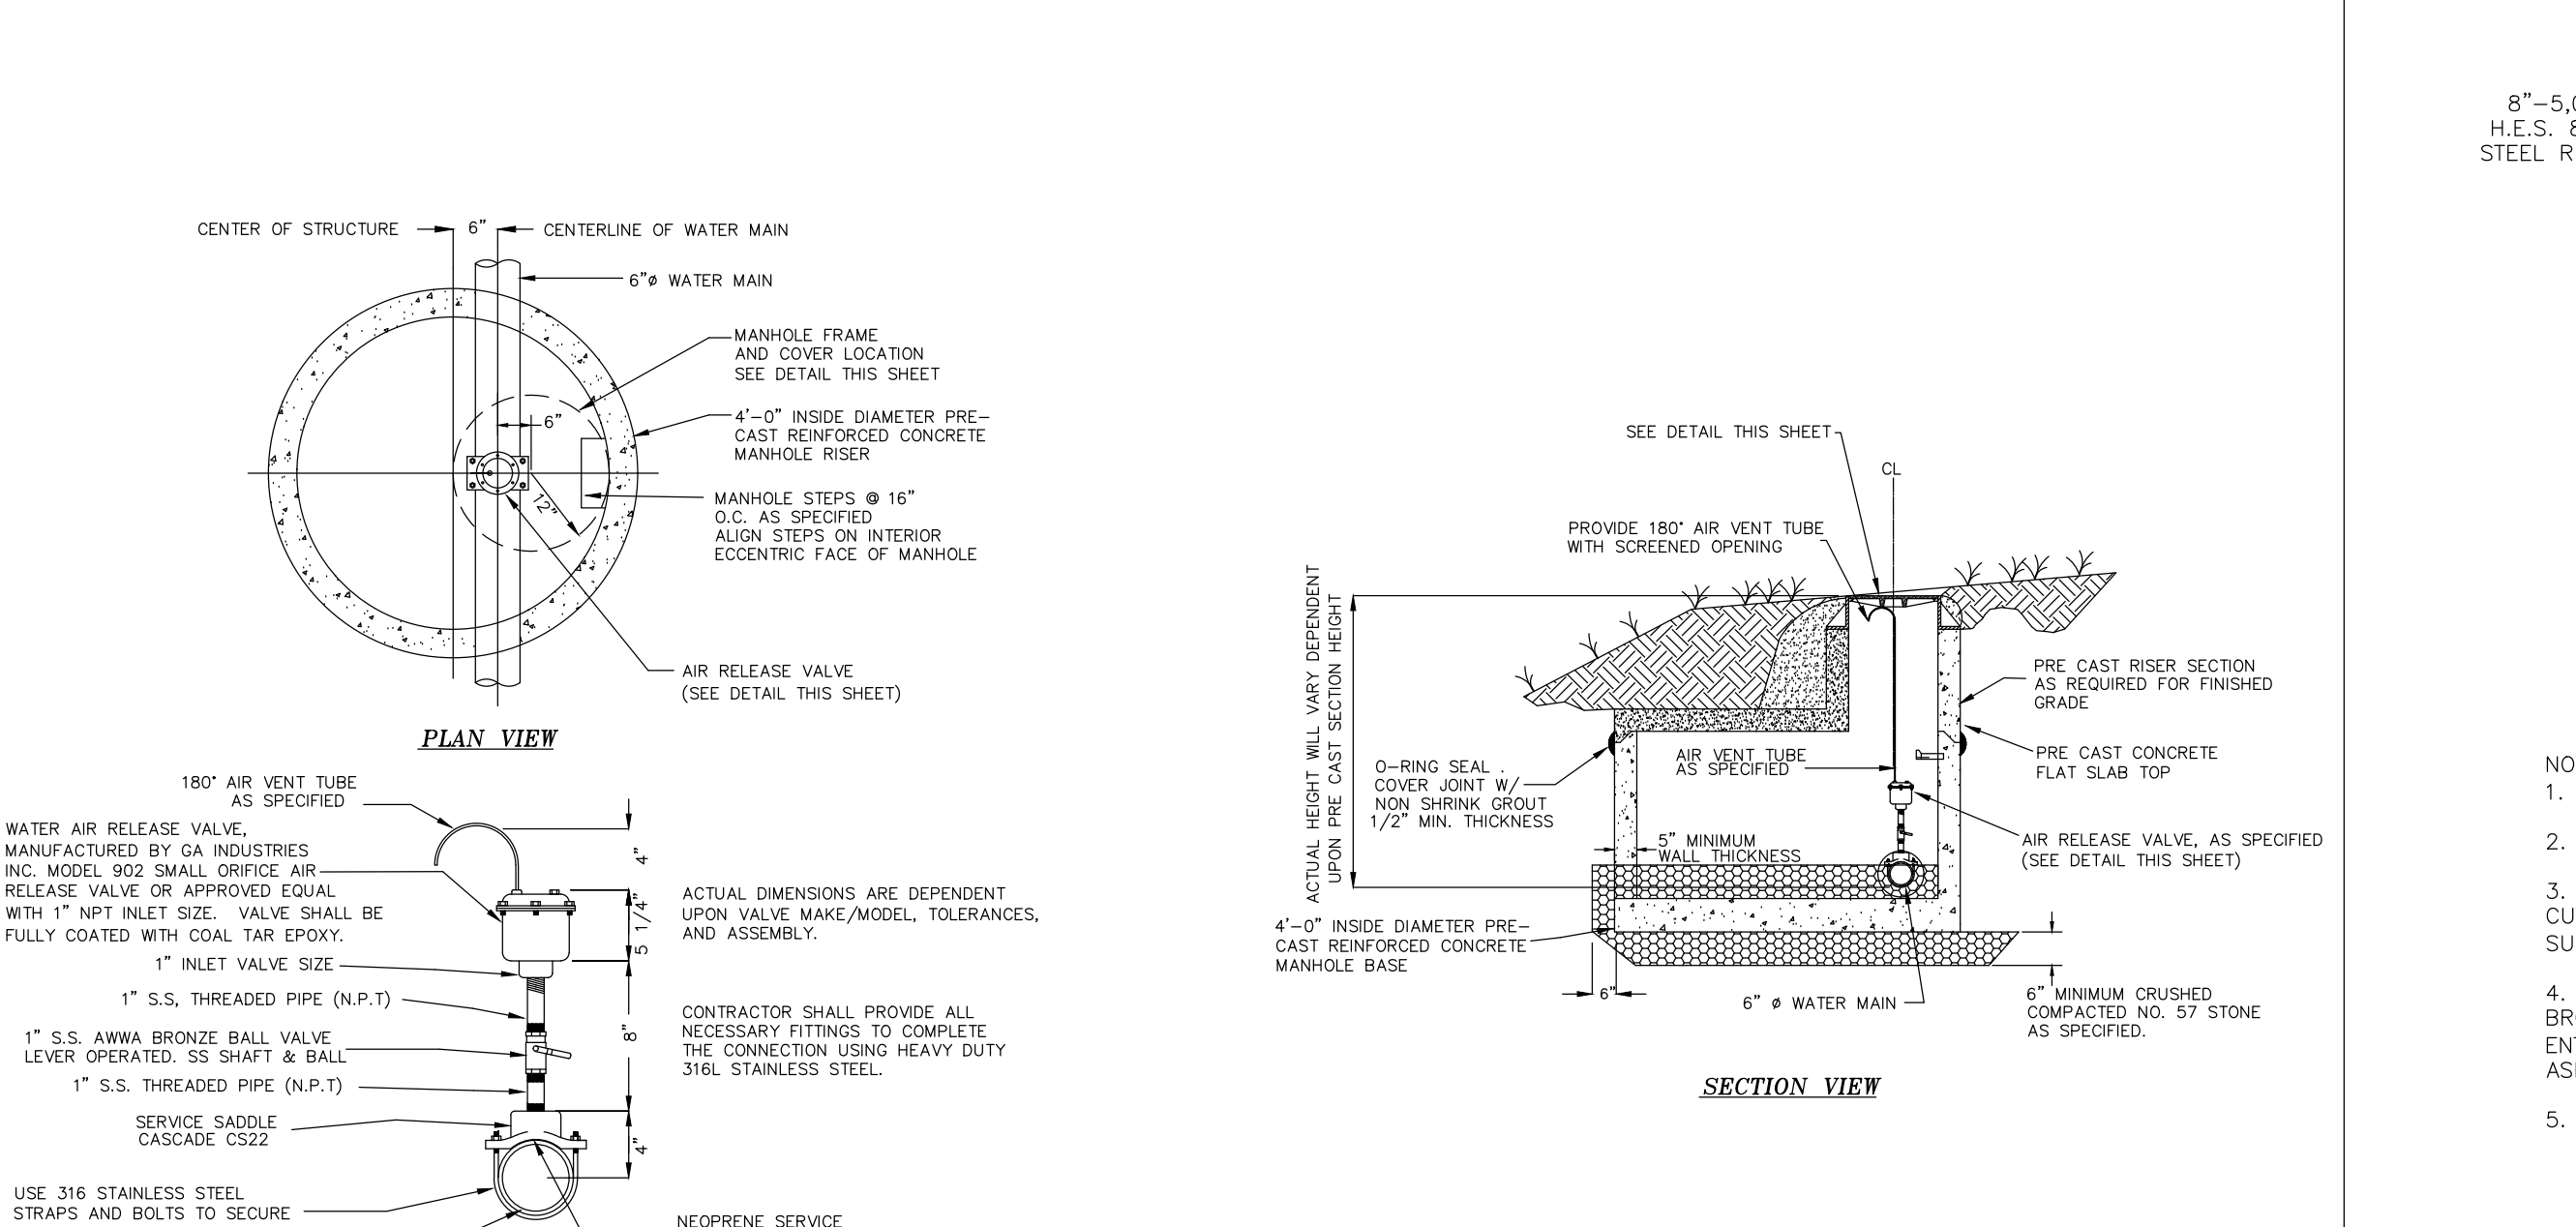 CENTER OF STRUCTURE
6”
CENTERLINE OF WATER MAIN
6”ø WATER MAIN
MANHOLE FRAME
AND COVER LOCATION
SEE DETAIL THIS SHEET
6”
4’-0” INSIDE DIAMETER PRE-
CAST REINFORCED CONCRETE
MANHOLE RISER
12”
MANHOLE STEPS @ 16”
O.C. AS SPECIFIED
ALIGN STEPS ON INTERIOR
ECCENTRIC FACE OF MANHOLE
AIR RELEASE VALVE
(SEE DETAIL THIS SHEET)
PLAN VIEW
180° AIR VENT TUBE
AS SPECIFIED
WATER AIR RELEASE VALVE,
MANUFACTURED BY GA INDUSTRIES
INC. MODEL 902 SMALL ORIFICE AIR
RELEASE VALVE OR APPROVED EQUAL
WITH 1” NPT INLET SIZE. VALVE SHALL BE
FULLY COATED WITH COAL TAR EPOXY.
1” INLET VALVE SIZE
1” S.S, THREADED PIPE (N.P.T)
1” S.S. AWWA BRONZE BALL VALVE
LEVER OPERATED. SS SHAFT & BALL
1” S.S. THREADED PIPE (N.P.T)
SERVICE SADDLE
CASCADE CS22
USE 316 STAINLESS STEEL
STRAPS AND BOLTS TO SECURE
4”
5 1/4”
8”
4”
ACTUAL DIMENSIONS ARE DEPENDENT
UPON VALVE MAKE/MODEL, TOLERANCES,
AND ASSEMBLY.
CONTRACTOR SHALL PROVIDE ALL
NECESSARY FITTINGS TO COMPLETE
THE CONNECTION USING HEAVY DUTY
316L STAINLESS STEEL.
NEOPRENE SERVICE
SEE DETAIL THIS SHEET
CL
PROVIDE 180° AIR VENT TUBE
WITH SCREENED OPENING
ACTUAL HEIGHT WILL VARY DEPENDENT
UPON PRE CAST SECTION HEIGHT
PRE CAST RISER SECTION
AS REQUIRED FOR FINISHED
GRADE
AIR VENT TUBE
AS SPECIFIED
PRE CAST CONCRETE
FLAT SLAB TOP
O-RING SEAL .
COVER JOINT W/
NON SHRINK GROUT
1/2” MIN. THICKNESS
5” MINIMUM
WALL THICKNESS
AIR RELEASE VALVE, AS SPECIFIED
(SEE DETAIL THIS SHEET)
4’-0” INSIDE DIAMETER PRE-
CAST REINFORCED CONCRETE
MANHOLE BASE
6”
6” ø WATER MAIN
6” MINIMUM CRUSHED
COMPACTED NO. 57 STONE
AS SPECIFIED.
SECTION VIEW
8”-5,
H.E.S.
STEEL R
NO
1.
2.
3.
CU
SU
4.
BR
EN
AS
5.